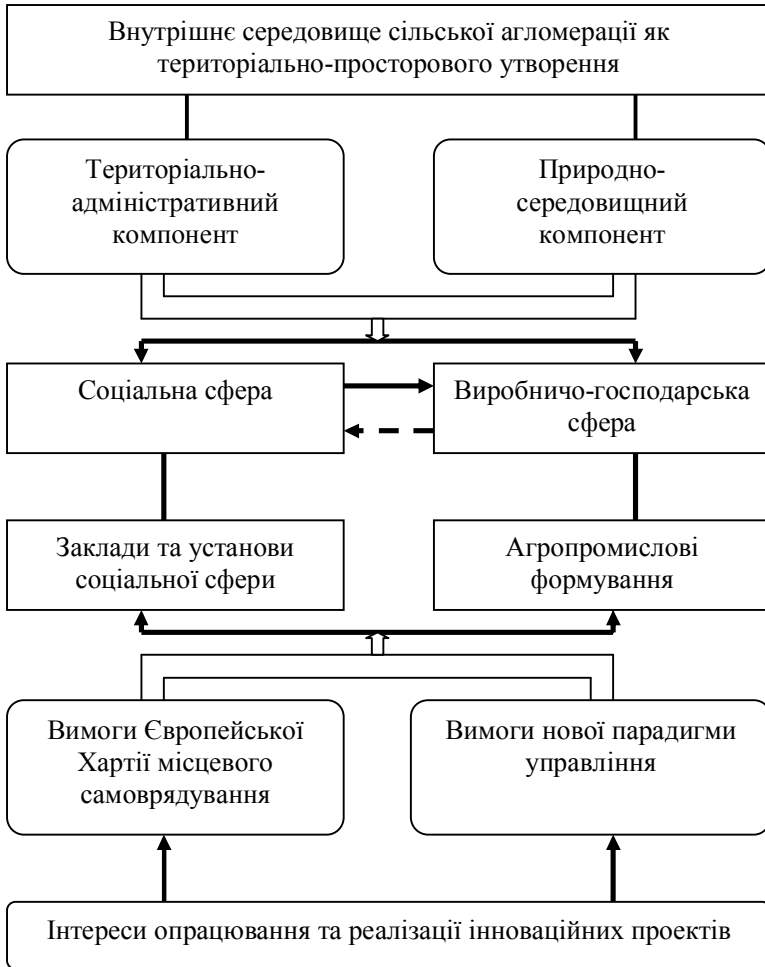 Внутрішнє середовище сільської агломерації як
територіально-просторового утворення
Територіально-
адміністративний
компонент
Природно-
середовищний
компонент
Соціальна сфера
Виробничо-господарська
сфера
Заклади та установи
соціальної сфери
Агропромислові
формування
Вимоги Європейської
Хартії місцевого
самоврядування
Вимоги нової парадигми
управління
Інтереси опрацювання та реалізації інноваційних проектів